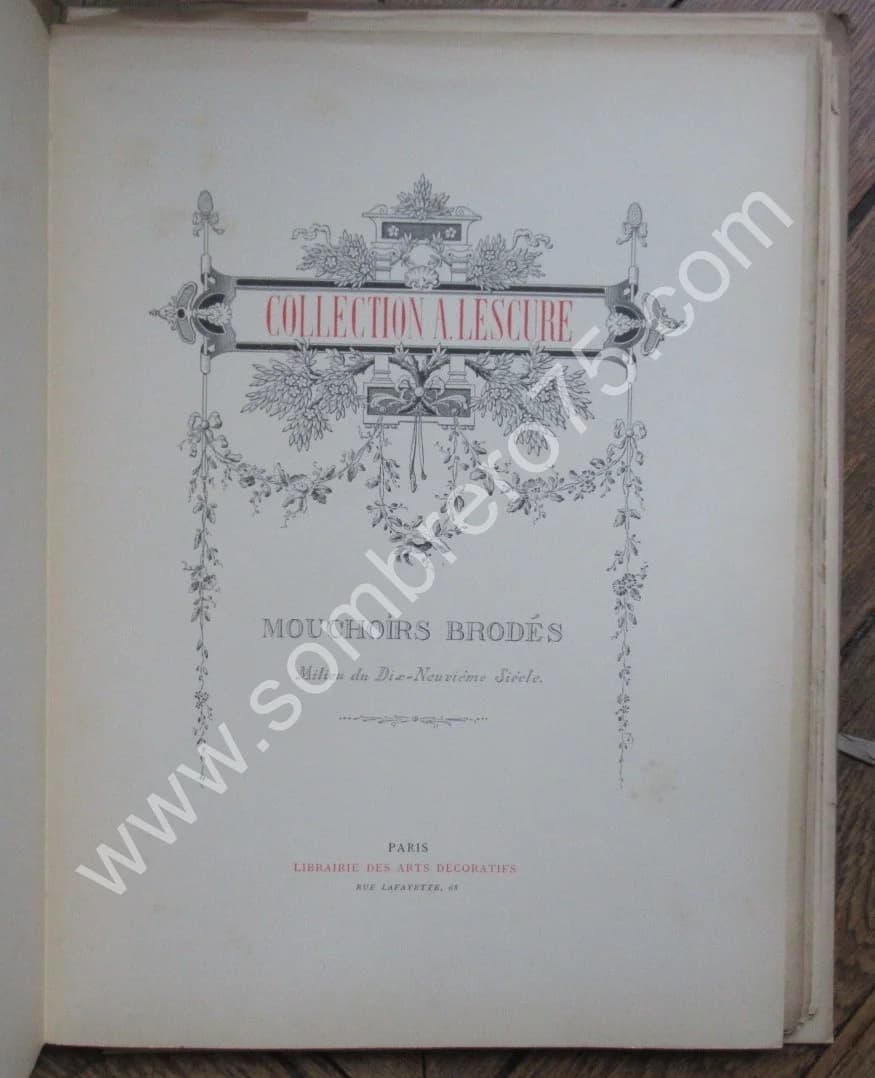 COLLECTION A. LESCURE
MOUCHOIRS BRODÉS
Milieu du Dix-Neuvième Siècle.
PARIS
LIBRAIRIE DES ARTS DECORATIFS
RUE LAFAYETTE, 68
www.sombrero75.com